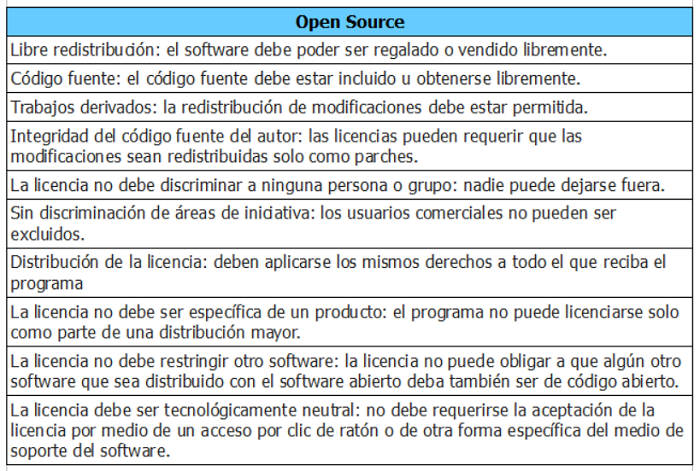 Open Source
Libre redistribución: el software debe poder ser regalado o vendido libremente.
Código fuente: el código fuente debe estar incluido u obtenerse libremente.
Trabajos derivados: la redistribución de modificaciones debe estar permitida.
Integridad del código fuente del autor: las licencias pueden requerir que las
modificaciones sean redistribuidas solo como parches.
La licencia no debe discriminar a ninguna persona o grupo: nadie puede dejarse fuera.
Sin discriminación de áreas de iniciativa: los usuarios comerciales no pueden ser
excluidos.
Distribución de la licencia: deben aplicarse los mismos derechos a todo el que reciba el
programa
La licencia no debe ser específica de un producto: el programa no puede licenciarse solo
como parte de una distribución mayor.
La licencia no debe restringir otro software: la licencia no puede obligar a que algún otro
software que sea distribuido con el software abierto deba también ser de código abierto.
La licencia debe ser tecnológicamente neutral: no debe requerirse la aceptación de la
licencia por medio de un acceso por clic de ratón o de otra forma específica del medio de
soporte del software.